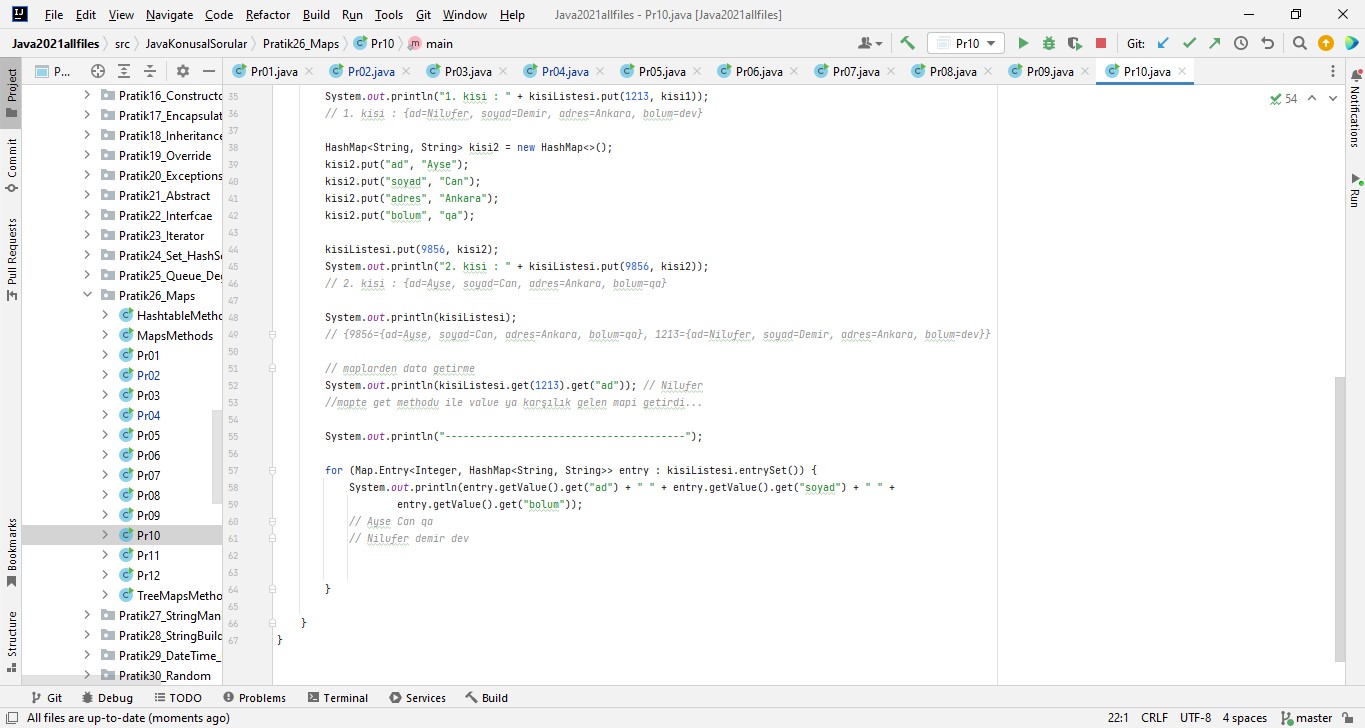 File Edit View Navigate Code Refactor Build Run Tools Git Window Help Java2021allfiles - Pr10.java [Java2021allfiles]
Java2021allfiles src JavaKonusalSorular Pratik26_Maps Pr10 main Pr10 Git:
P... Pr01.java Pr02.java Pr03.java Pr04.java Pr05.java Pr06.java Pr07.java Pr08.java Pr09.java Pr10.java
Project
Commit
Pull Requests
Bookmarks
Structure
Pratik16_Constructo
Pratik17_Encapsulat
Pratik18_Inheritance
Pratik19_Override
Pratik20_Exceptions
Pratik21_Abstract
Pratik22_Interfcae
Pratik23_Iterator
Pratik24_Set_HashSe
Pratik25_Queue_Deq
Pratik26_Maps
HashtableMetho
MapsMethods
Pr01
Pr02
Pr03
Pr04
Pr05
Pr06
Pr07
Pr08
Pr09
Pr10
Pr11
Pr12
TreeMapsMetho
Pratik27_StringMan
Pratik28_StringBuild
Pratik29_DateTime_
Pratik30_Random
35 System.out.println("1. kisi : " + kisiListesi.put(1213, kisi1));
36 // 1. kisi : {ad=Nilufer, soyad=Demir, adres=Ankara, bolum=dev}
37
38 HashMap<String, String> kisi2 = new HashMap<>();
39 kisi2.put("ad", "Ayse");
40 kisi2.put("soyad", "Can");
41 kisi2.put("adres", "Ankara");
42 kisi2.put("bolum", "qa");
43
44 kisiListesi.put(9856, kisi2);
45 System.out.println("2. kisi : " + kisiListesi.put(9856, kisi2));
46 // 2. kisi : {ad=Ayse, soyad=Can, adres=Ankara, bolum=qa}
47
48 System.out.println(kisiListesi);
49 // {9856={ad=Ayse, soyad=Can, adres=Ankara, bolum=qa}, 1213={ad=Nilufer, soyad=Demir, adres=Ankara, bolum=dev}}
50
51 // maplarden data getirme
52 System.out.println(kisiListesi.get(1213).get("ad")); // Nilufer
53 //mapte get methodu ile value ya karşılık gelen mapi getirdi...
54
55 System.out.println("----------------------------------------");
56
57 for (Map.Entry<Integer, HashMap<String, String>> entry : kisiListesi.entrySet()) {
58 System.out.println(entry.getValue().get("ad") + " " + entry.getValue().get("soyad") + " " +
59 entry.getValue().get("bolum"));
60 // Ayse Can qa
61 // Nilufer demir dev
62
63
64 }
65
66 }
67 }
54
Notifications
Run
Git Debug TODO Problems Terminal Services Build
All files are up-to-date (moments ago) 22:1 CRLF UTF-8 4 spaces master